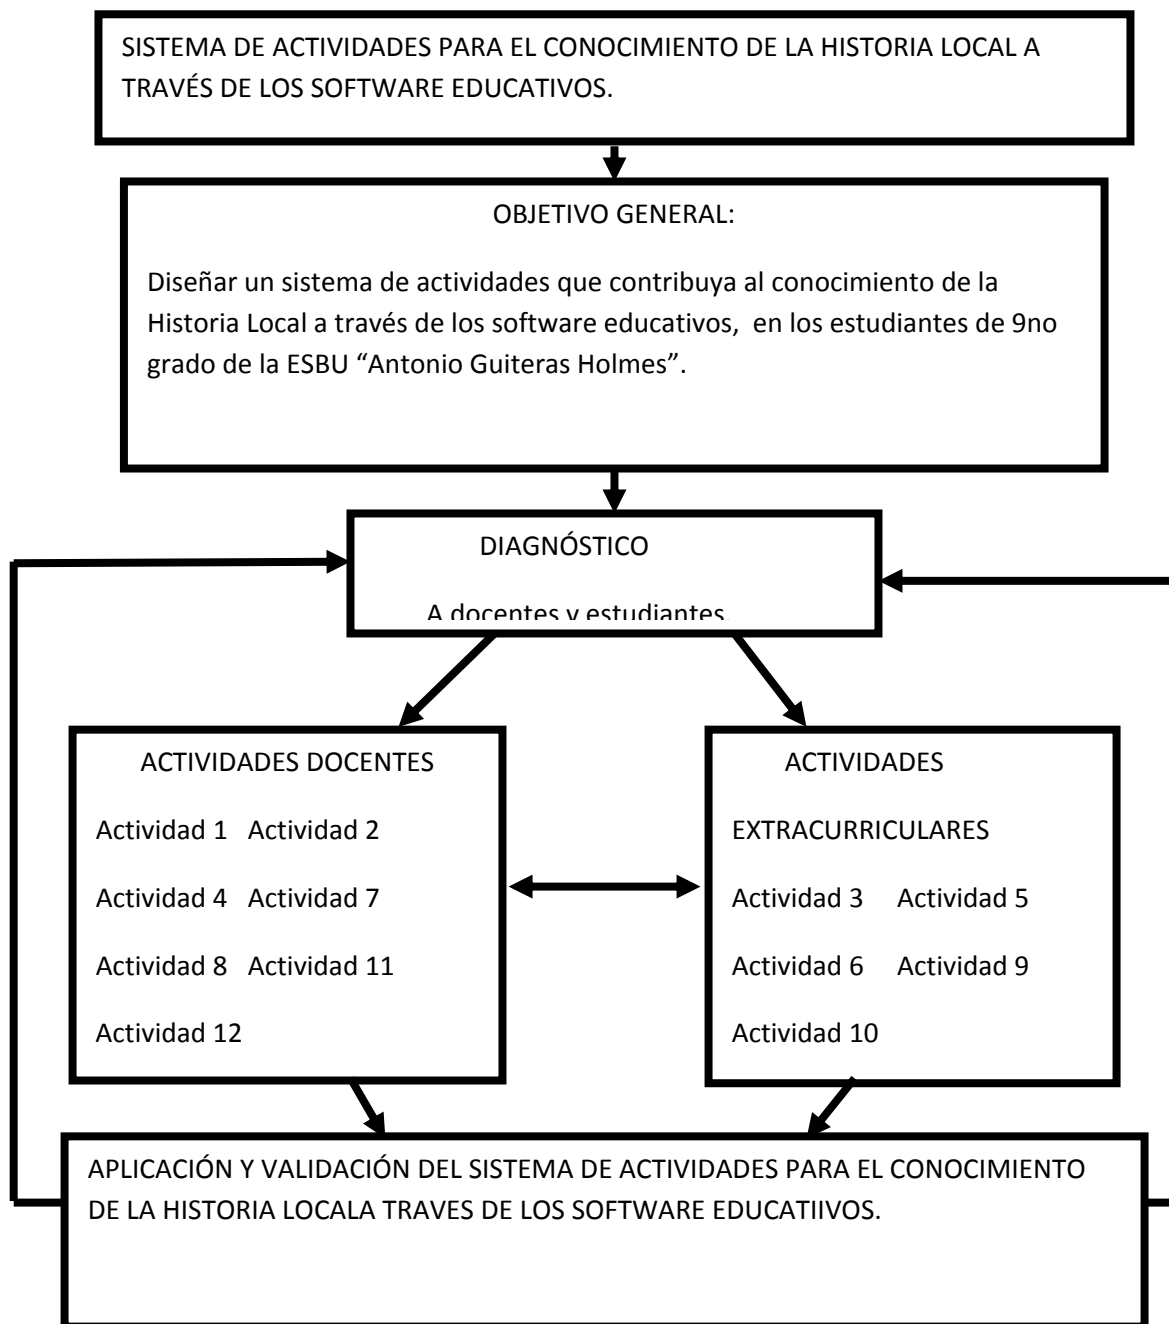 SISTEMA DE ACTIVIDADES PARA EL CONOCIMIENTO DE LA HISTORIA LOCAL A
TRAVÉS DE LOS SOFTWARE EDUCATIVOS.
OBJETIVO GENERAL:
Diseñar un sistema de actividades que contribuya al conocimiento de la
Historia Local a través de los software educativos, en los estudiantes de 9no
grado de la ESBU “Antonio Guiteras Holmes”.
DIAGNÓSTICO
A docentes y estudiantes.
ACTIVIDADES DOCENTES
Actividad 1 Actividad 2
Actividad 4 Actividad 7
Actividad 8 Actividad 11
Actividad 12
ACTIVIDADES
EXTRACURRICULARES
Actividad 3 Actividad 5
Actividad 6 Actividad 9
Actividad 10
APLICACIÓN Y VALIDACIÓN DEL SISTEMA DE ACTIVIDADES PARA EL CONOCIMIENTO
DE LA HISTORIA LOCALA TRAVES DE LOS SOFTWARE EDUCATIIVOS.